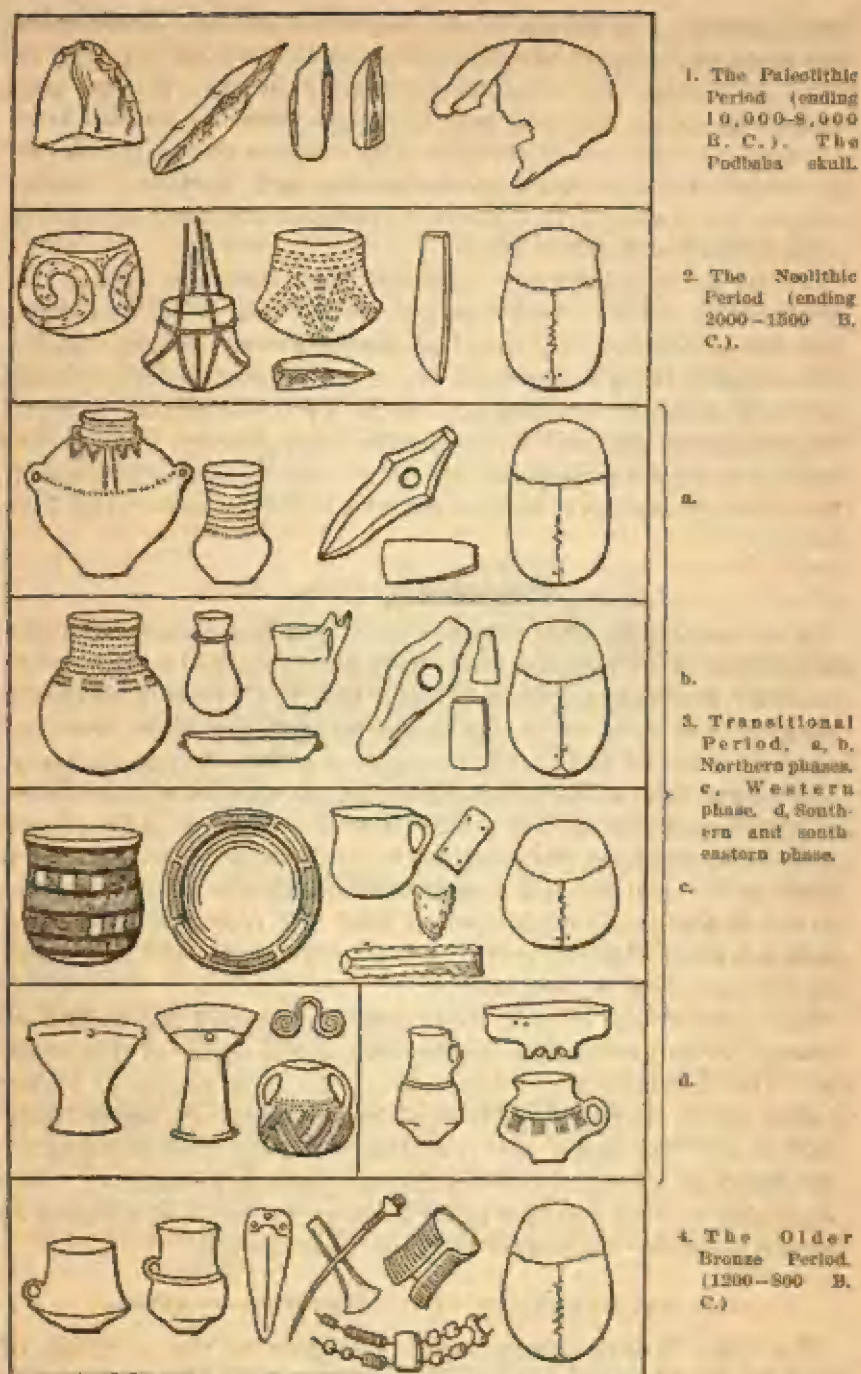 1. The Paleolithic
Period (ending
10,000–8,000
B. C.). The
Podbaba skull.
2. The Neolithic
Period (ending
2000–1500 B.
C.).
a.
b.
3. Transitional
Period. a, b,
Northern phases.
c, Western
phase. d, South-
ern and south-
eastern phase.
c.
d.
4. The Older
Bronze Period.
(1200–800 B.
C.)